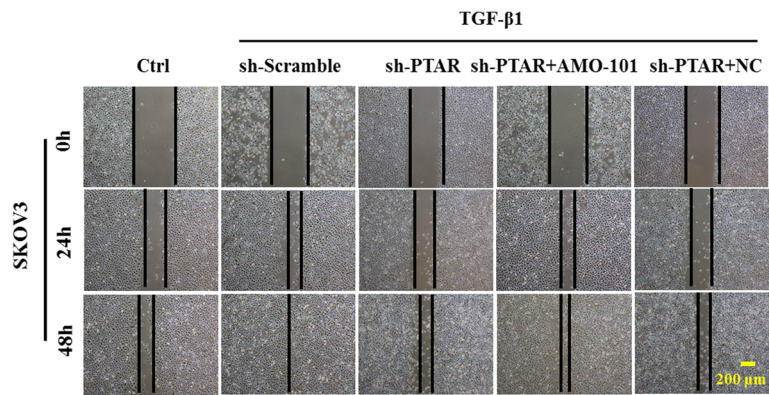 TGF-β1
Ctrl sh-Scramble sh-PTAR sh-PTAR+AMO-101 sh-PTAR+NC
SKOV3
0h
24h
48h
200 μm